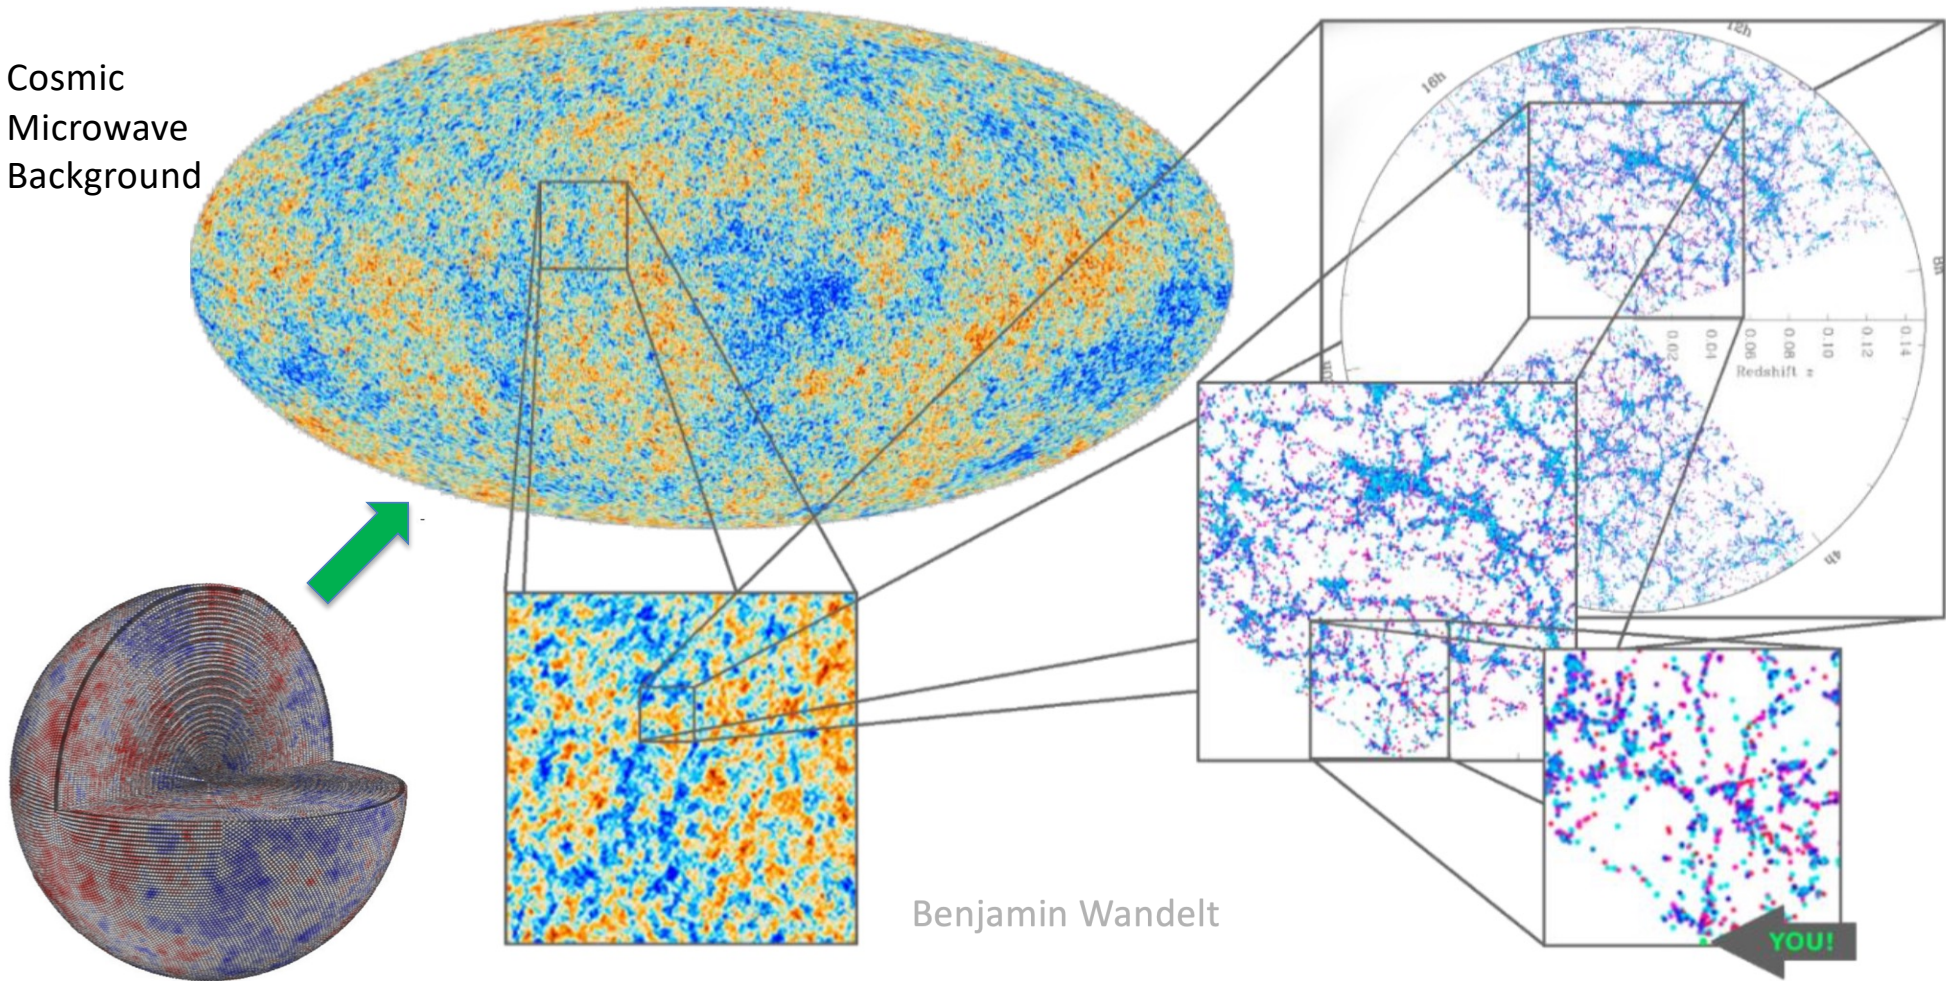 Cosmic
Microwave
Background
12h
16h
8h
0.02
0.04
0.06
0.08
0.10
0.12
0.14
Redshift z
4h
-
Benjamin Wandelt
YOU!